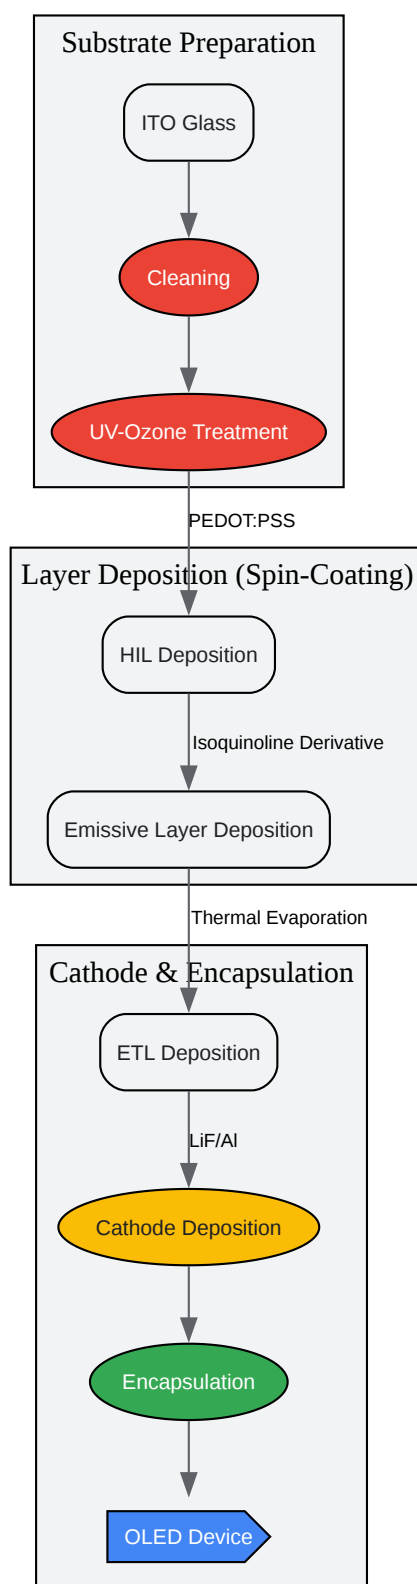 Substrate Preparation
ITO Glass
Cleaning
UV-Ozone Treatment
PEDOT:PSS
Layer Deposition (Spin-Coating)
HIL Deposition
Isoquinoline Derivative
Emissive Layer Deposition
Thermal Evaporation
Cathode & Encapsulation
ETL Deposition
LiF/Al
Cathode Deposition
Encapsulation
OLED Device